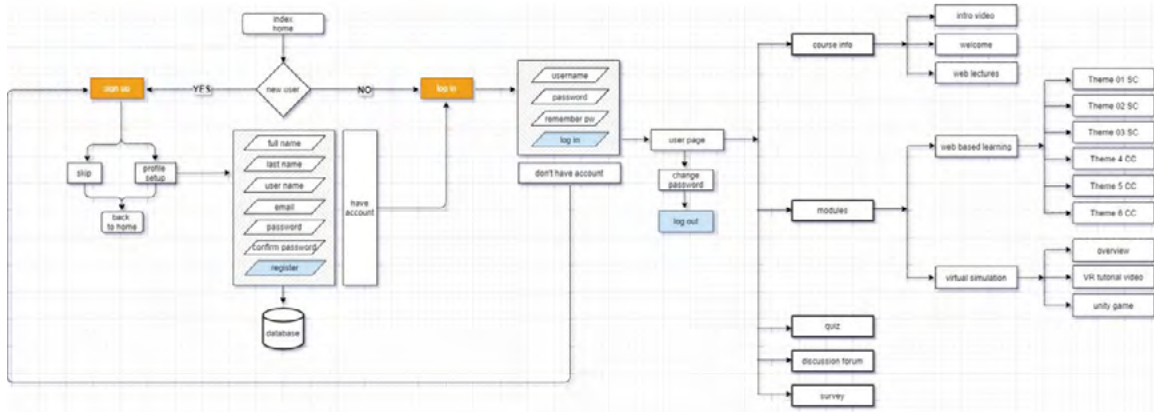 index
home
new user
YES
NO
sign up
skip
profile
setup
back
to home
full name
last name
user name
email
password
confirm password
register
have
account
database
log in
username
password
remember pw
log in
don't have account
user page
change
password
log out
course info
intro video
welcome
web lectures
modules
web based learning
Theme 01 SC
Theme 02 SC
Theme 03 SC
Theme 4 CC
Theme 5 CC
Theme 6 CC
virtual simulation
overview
VR tutorial video
unity game
quiz
discussion forum
survey